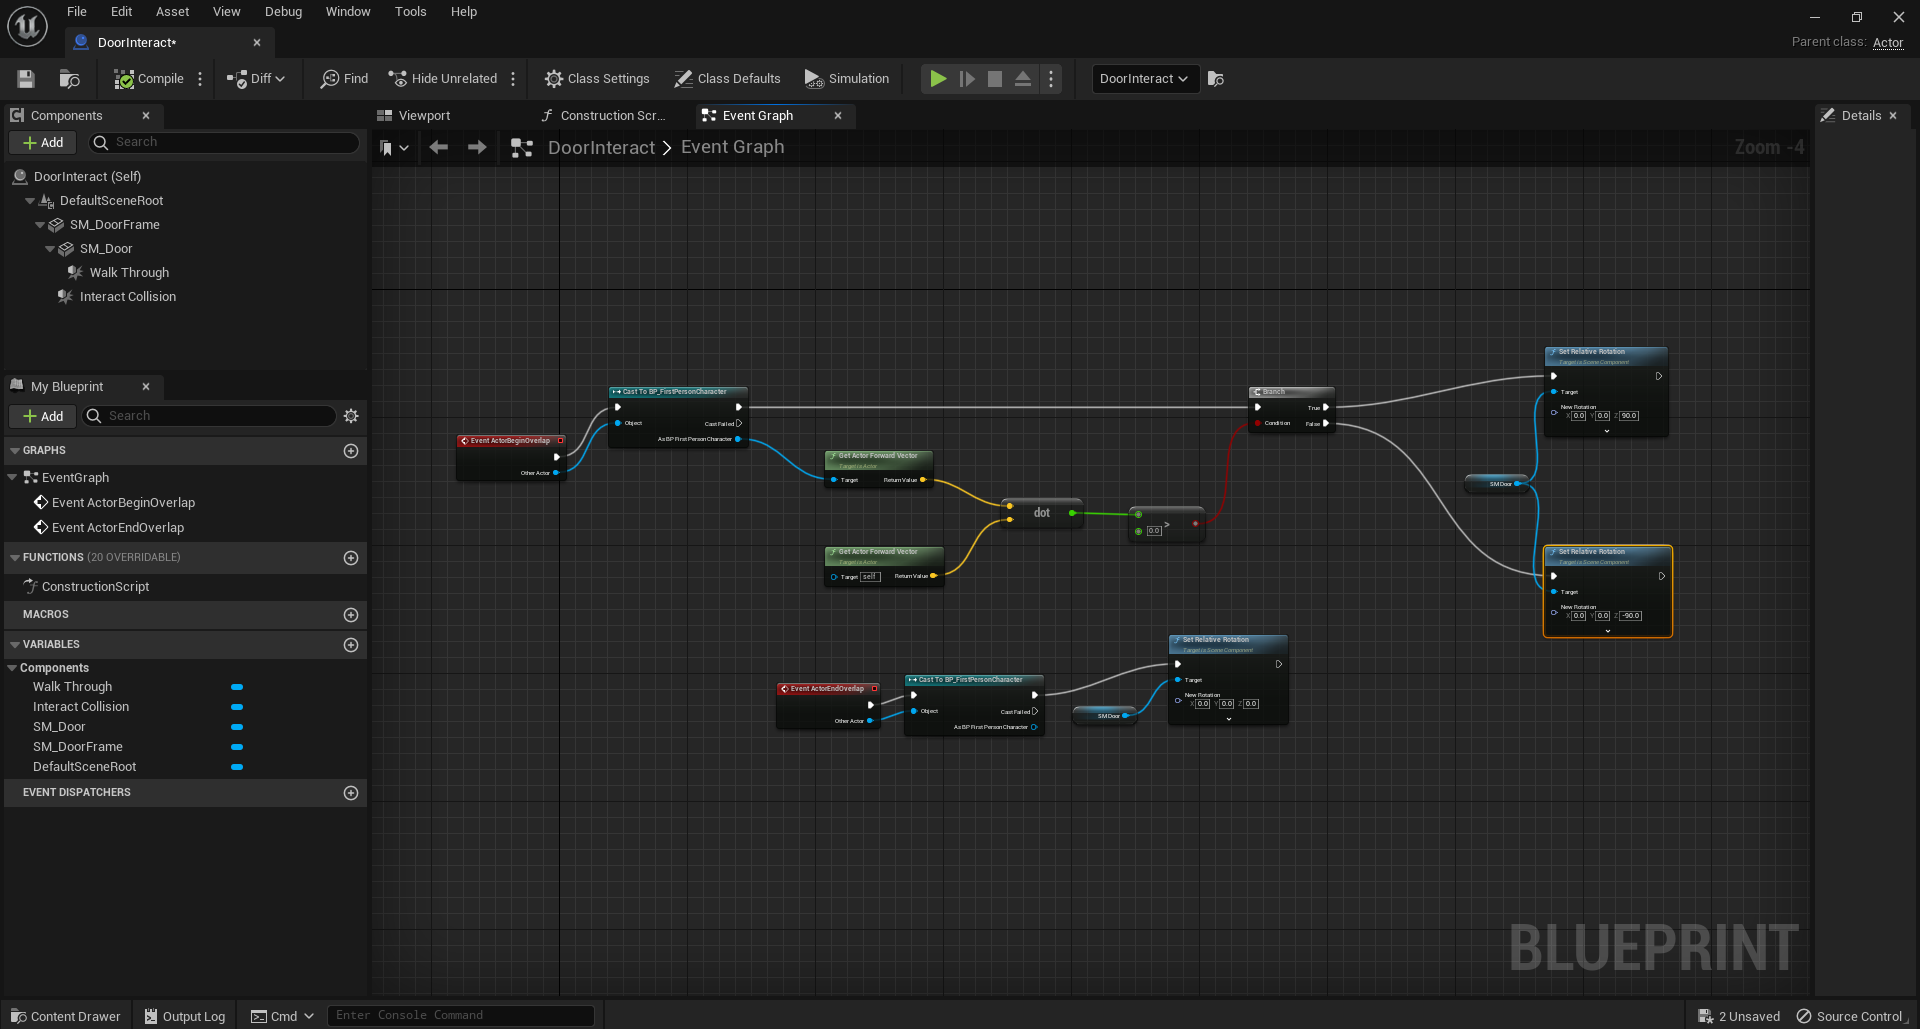 File Edit Asset View Debug Window Tools Help
DoorInteract*
Parent class: Actor
Compile Diff Find Hide Unrelated Class Settings Class Defaults Simulation DoorInteract
Components
Viewport Construction Scr... Event Graph Details
Add Search
DoorInteract > Event Graph
Zoom -4
DoorInteract (Self)
DefaultSceneRoot
SM_DoorFrame
SM_Door
Walk Through
Interact Collision
My Blueprint
Add Search
GRAPHS
EventGraph
Event ActorBeginOverlap
Event ActorEndOverlap
FUNCTIONS (20 OVERRIDABLE)
ConstructionScript
MACROS
VARIABLES
Components
Walk Through
Interact Collision
SM_Door
SM_DoorFrame
DefaultSceneRoot
EVENT DISPATCHERS
Event ActorBeginOverlap
Other Actor
Cast To BP_FirstPersonCharacter
Object
Cast Failed
As BP First Person Character
Get Actor Forward Vector
Target is Actor
Target Return Value
Get Actor Forward Vector
Target is Actor
Target self Return Value
dot
0.0 >
Branch
True
Condition False
Set Relative Rotation
Target is Scene Component
Target
New Rotation
X 0.0 Y 0.0 Z 90.0
SM Door
Set Relative Rotation
Target is Scene Component
Target
New Rotation
X 0.0 Y 0.0 Z -90.0
Event ActorEndOverlap
Other Actor
Cast To BP_FirstPersonCharacter
Object
Cast Failed
As BP First Person Character
SM Door
Set Relative Rotation
Target is Scene Component
Target
New Rotation
X 0.0 Y 0.0 Z 0.0
BLUEPRINT
Content Drawer Output Log Cmd Enter Console Command 2 Unsaved Source Control